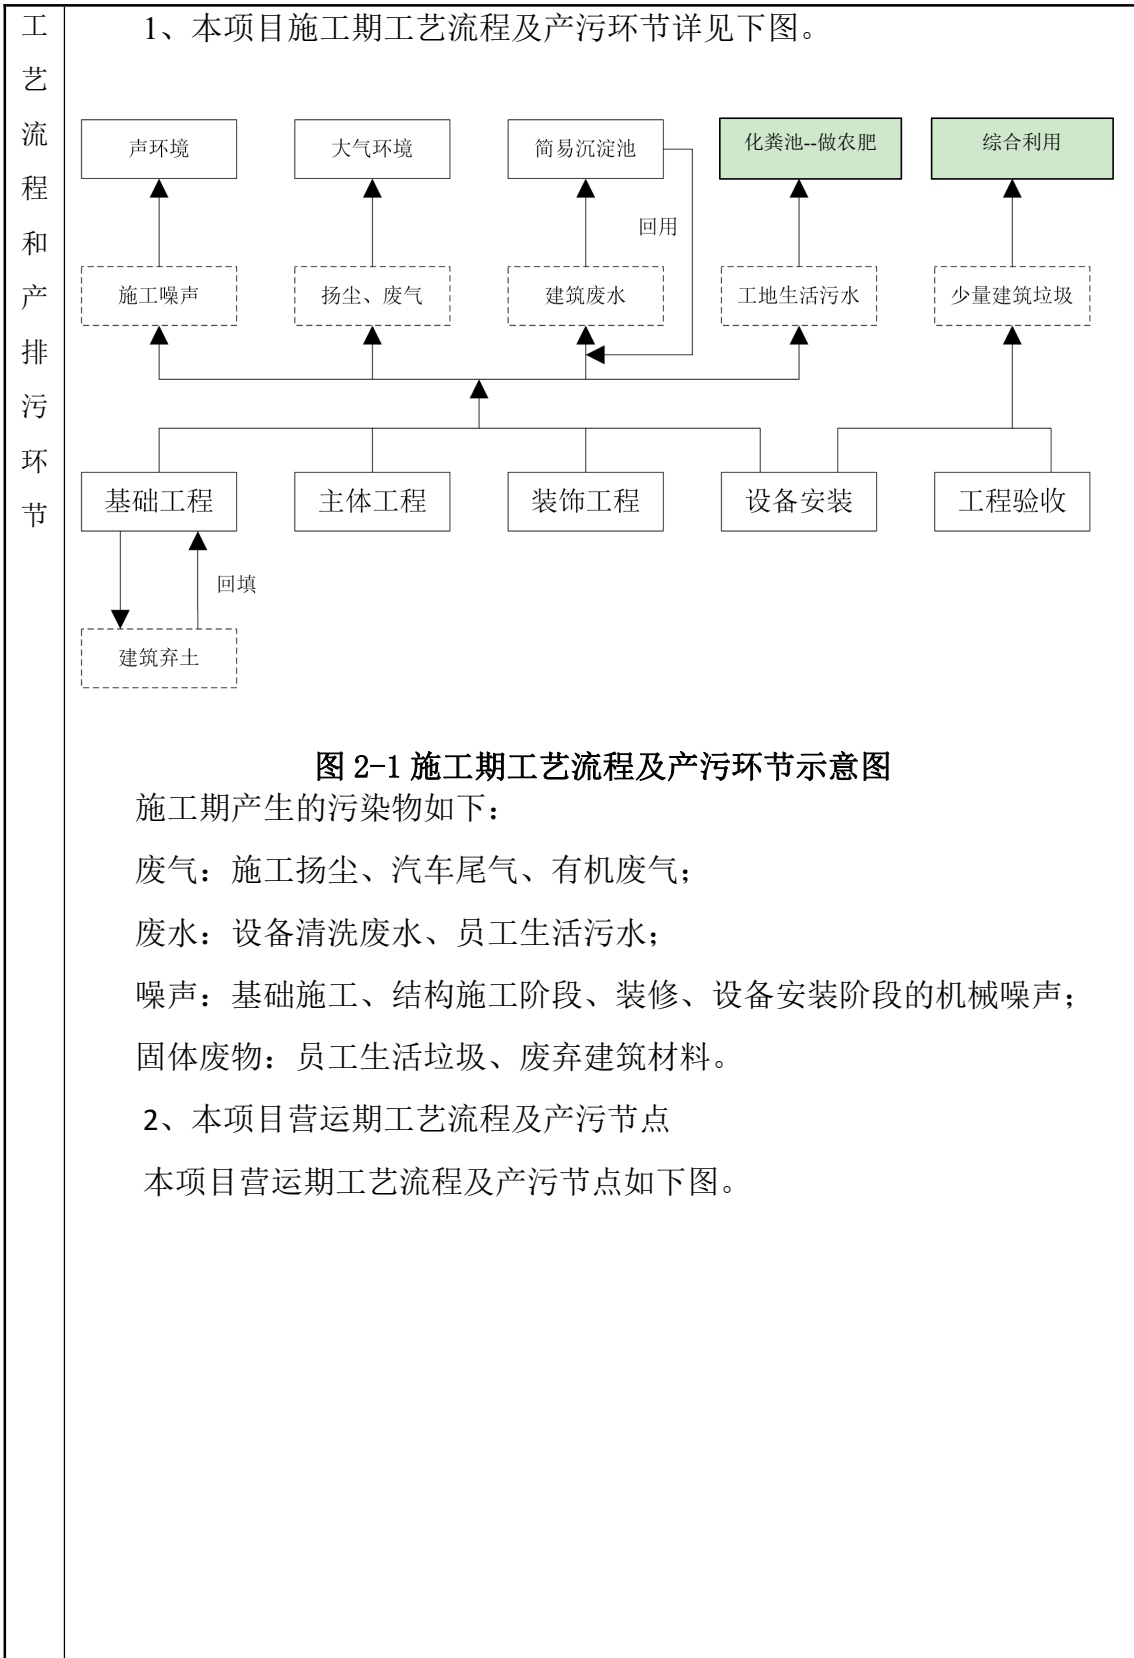 工
艺
流
程
和
产
排
污
环
节
1、本项目施工期工艺流程及产污环节详见下图。
声环境
大气环境
简易沉淀池
化粪池--做农肥
综合利用
回用
施工噪声
扬尘、废气
建筑废水
工地生活污水
少量建筑垃圾
基础工程
主体工程
装饰工程
设备安装
工程验收
回填
建筑弃土
图 2-1 施工期工艺流程及产污环节示意图
施工期产生的污染物如下：
废气：施工扬尘、汽车尾气、有机废气；
废水：设备清洗废水、员工生活污水；
噪声：基础施工、结构施工阶段、装修、设备安装阶段的机械噪声；
固体废物：员工生活垃圾、废弃建筑材料。
2、本项目营运期工艺流程及产污节点
本项目营运期工艺流程及产污节点如下图。